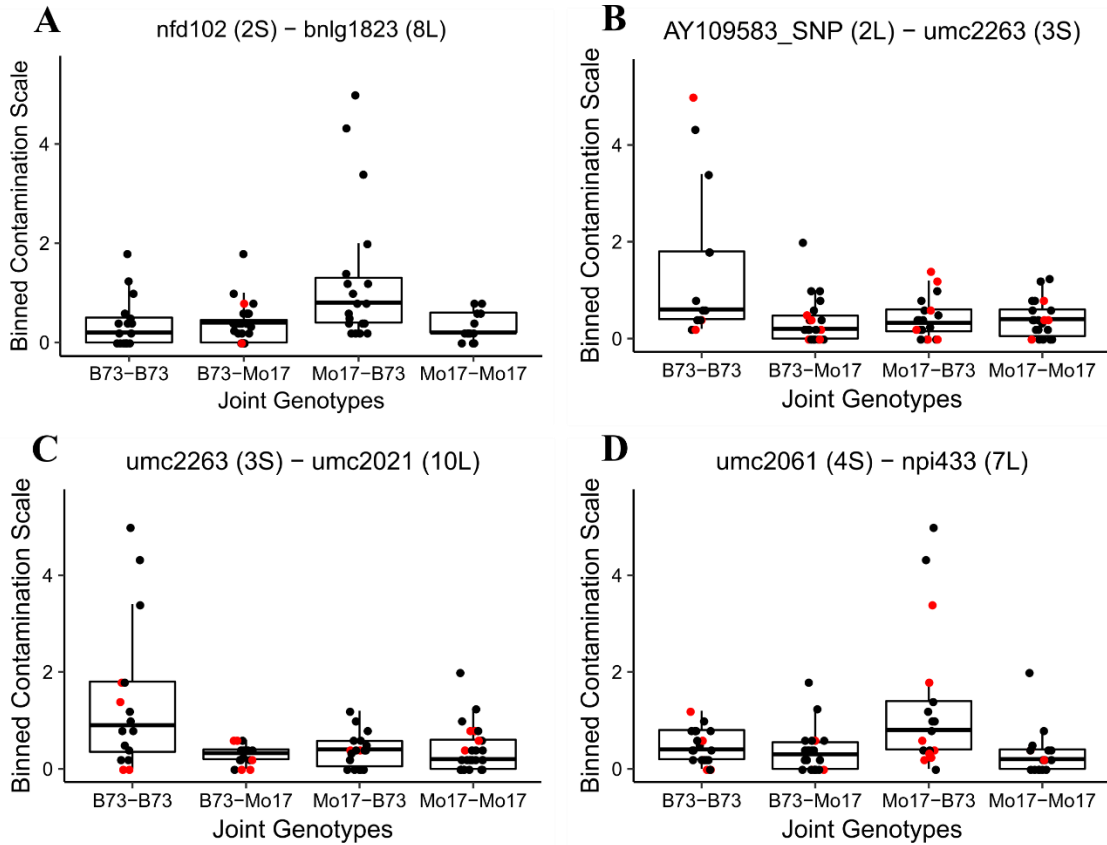 A
nfd102 (2S) − bnlg1823 (8L)
Binned Contamination Scale
4
2
0
B73−B73 B73−Mo17 Mo17−B73 Mo17−Mo17
Joint Genotypes
B
AY109583_SNP (2L) − umc2263 (3S)
Binned Contamination Scale
4
2
0
B73−B73 B73−Mo17 Mo17−B73 Mo17−Mo17
Joint Genotypes
C
umc2263 (3S) − umc2021 (10L)
Binned Contamination Scale
4
2
0
B73−B73 B73−Mo17 Mo17−B73 Mo17−Mo17
Joint Genotypes
D
umc2061 (4S) − npi433 (7L)
Binned Contamination Scale
4
2
0
B73−B73 B73−Mo17 Mo17−B73 Mo17−Mo17
Joint Genotypes